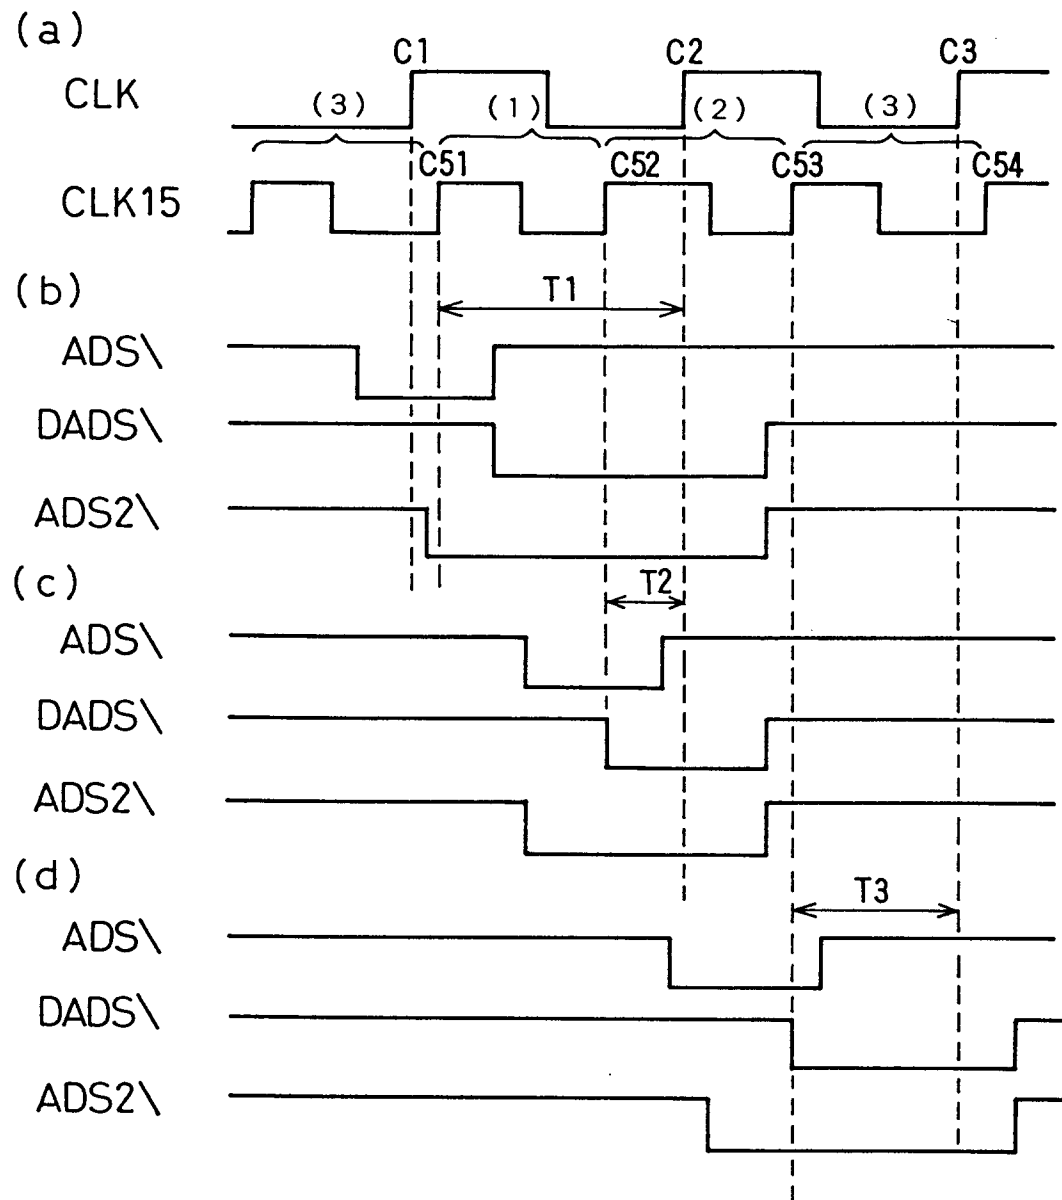 (a)
C1 C2 C3
CLK
(3) (1) (2) (3)
C51 C52 C53 C54
CLK15
(b)
T1
ADS\
DADS\
ADS2\
(c)
T2
ADS\
DADS\
ADS2\
(d)
T3
ADS\
DADS\
ADS2\